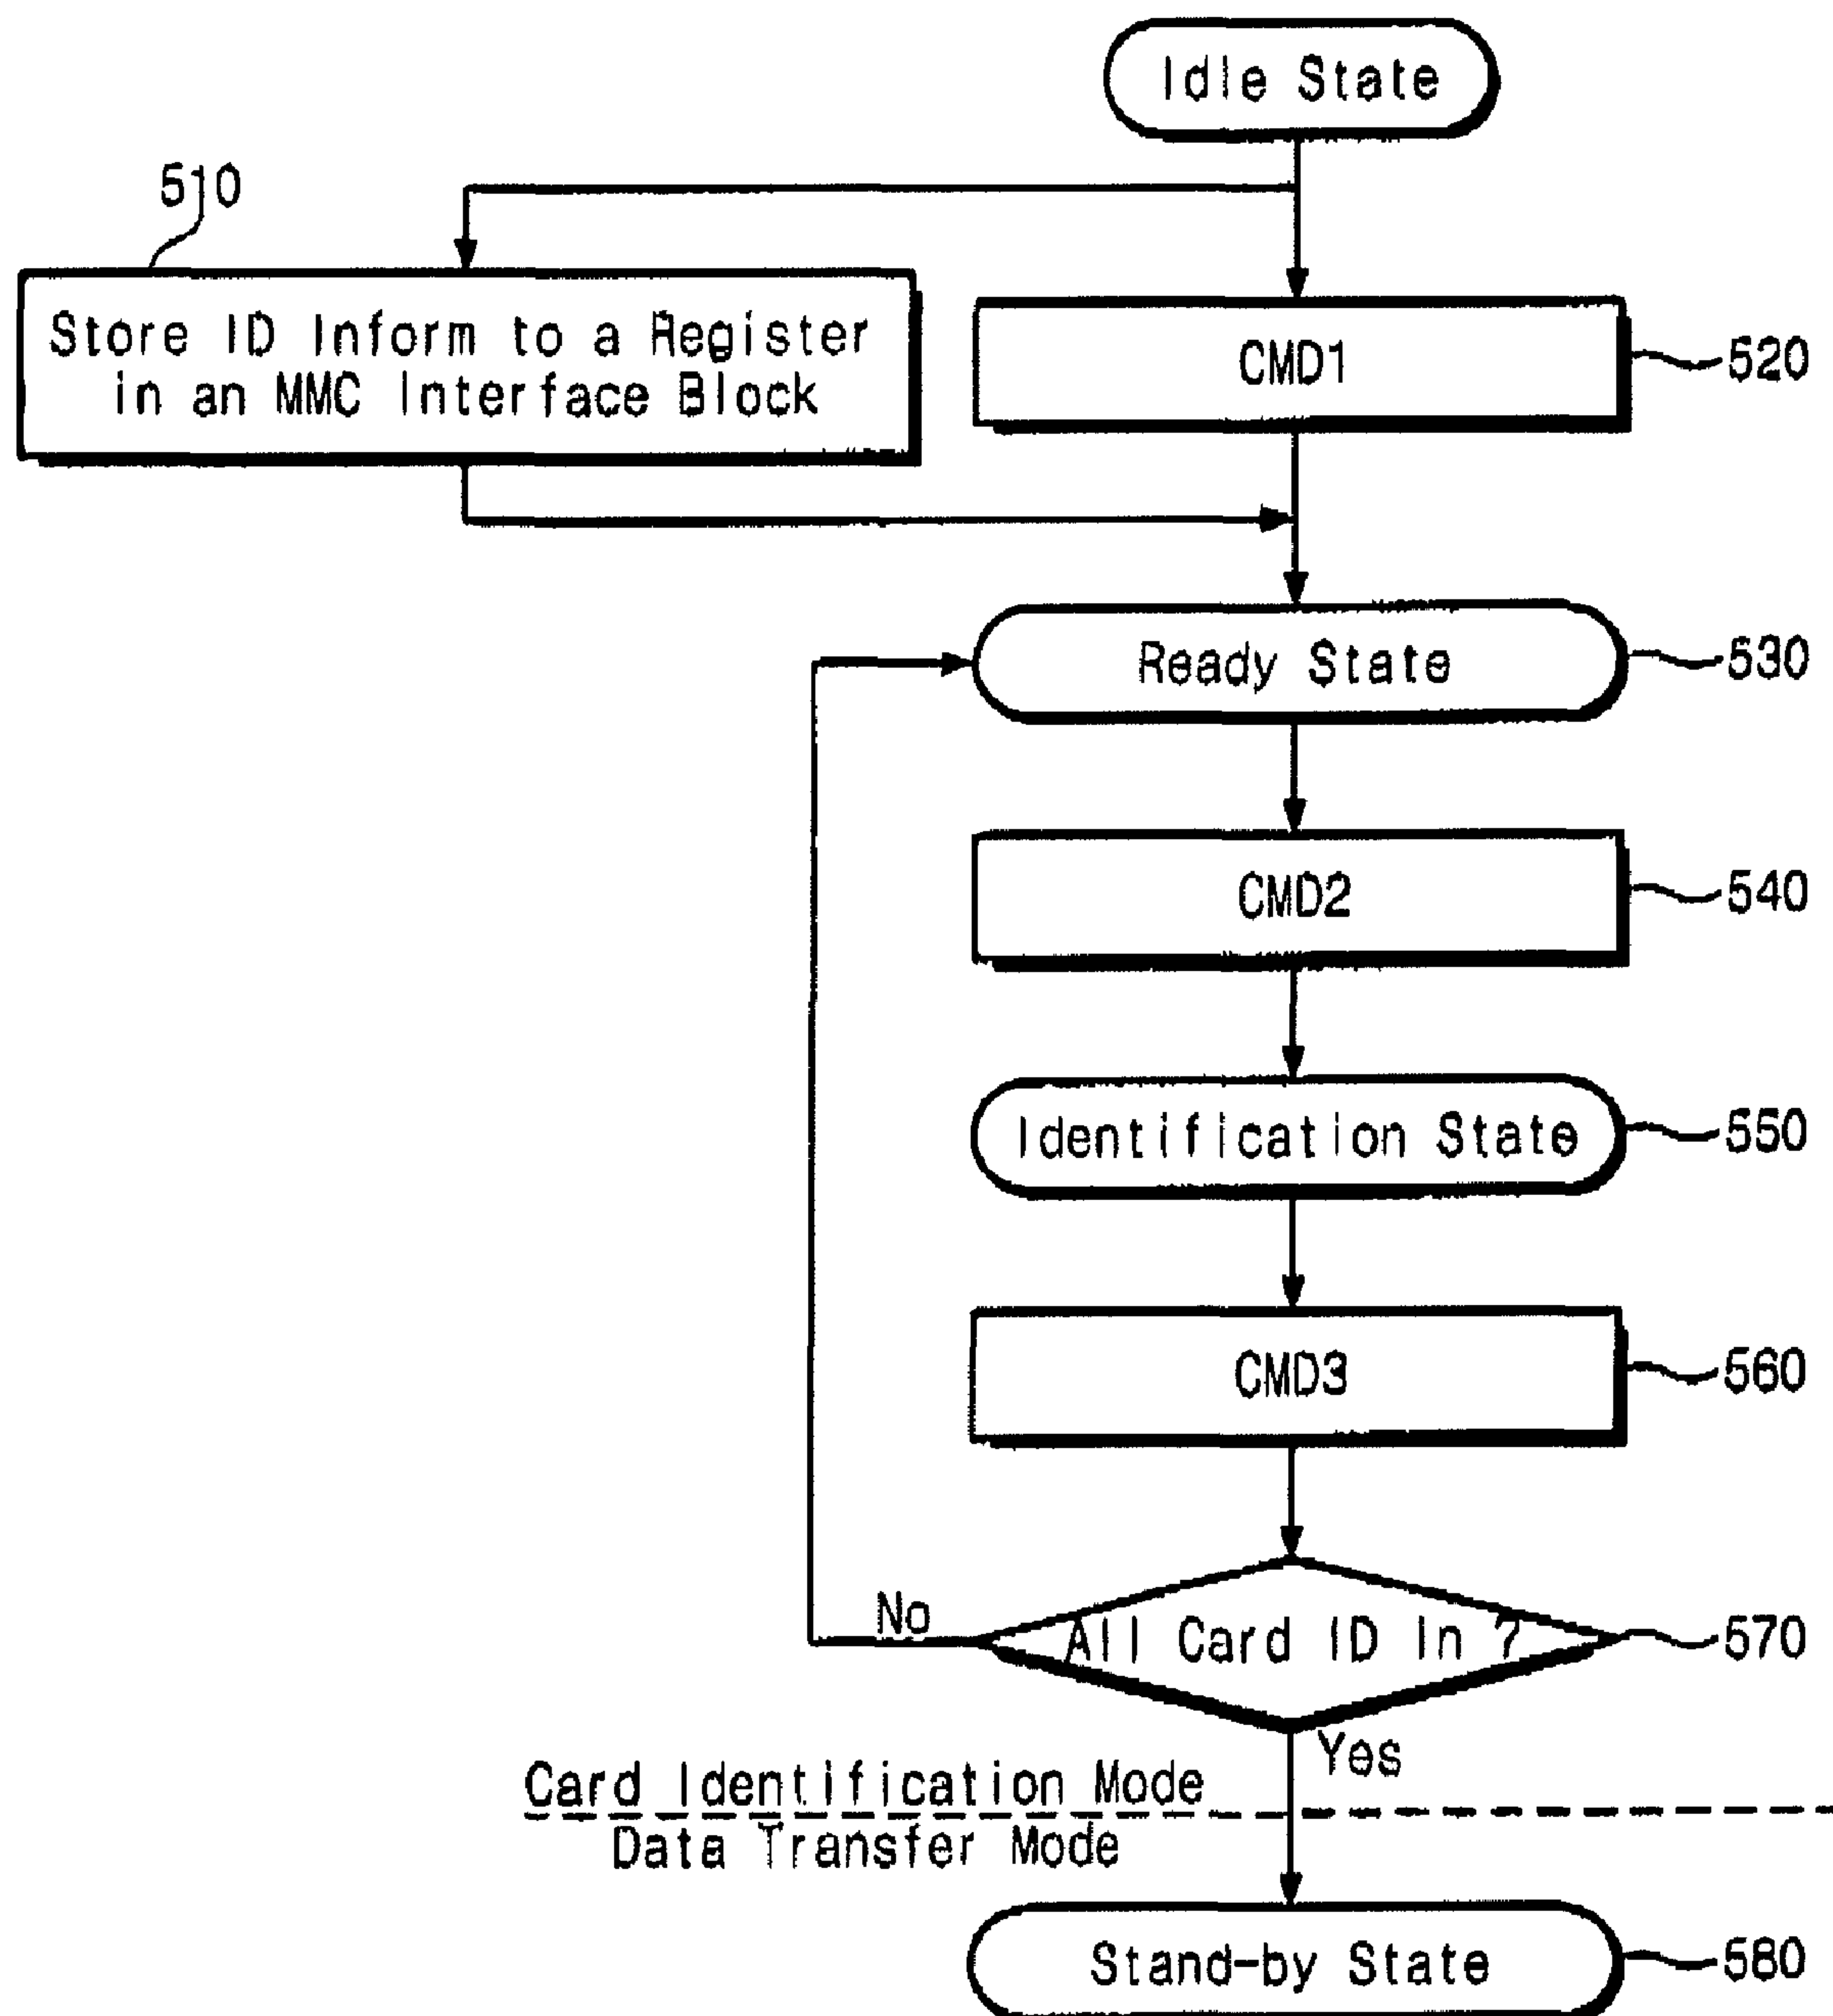 Idle State
510
Store ID Inform to a Register
in an MMC Interface Block
CMD1
520
Ready State
530
CMD2
540
Identification State
550
CMD3
560
No
All Card ID In ?
570
Yes
Card Identification Mode
Data Transfer Mode
Stand-by State
580